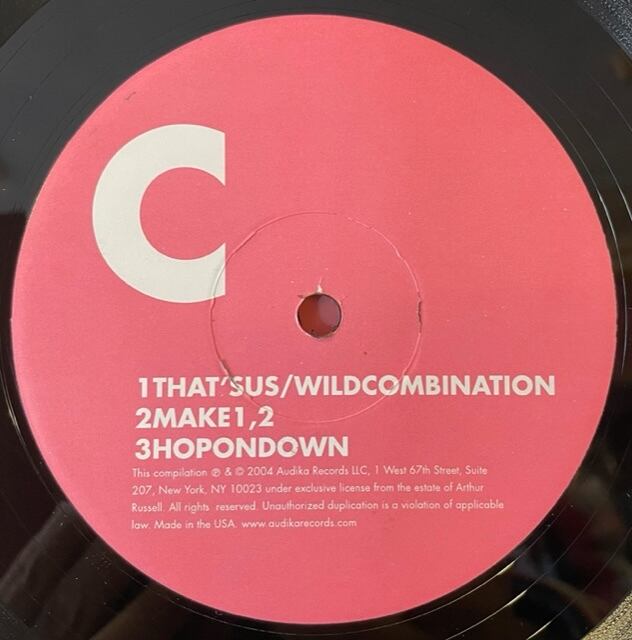 C
1THAT'SUS/WILDCOMBINATION
2MAKE1,2
3HOPONDOWN
This compilation ℗ & © 2004 Audika Records LLC, 1 West 67th Street, Suite
207, New York, NY 10023 under exclusive license from the estate of Arthur
Russell. All rights reserved. Unauthorized duplication is a violation of applicable
law. Made in the USA. www.audikarecords.com